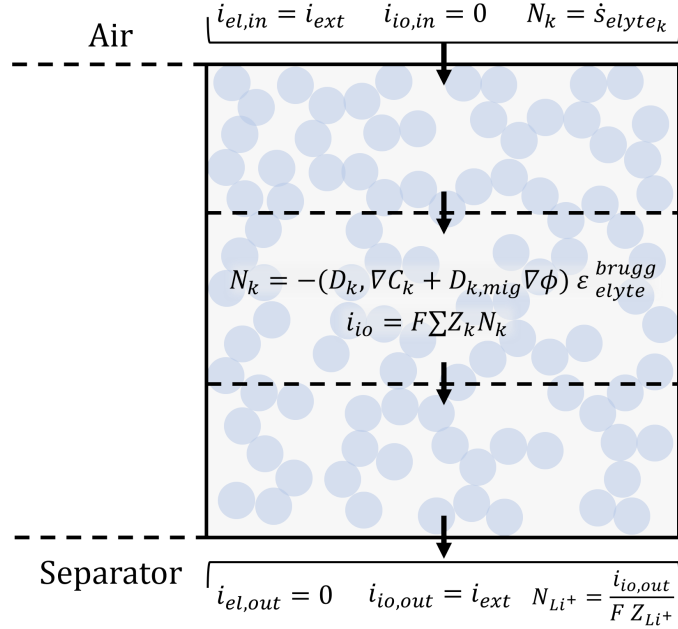 i_{el,in} = i_{ext} i_{io,in} = 0 N_k = ṡ_{elyte_k}
Air
N_k = −(D_k, ∇C_k + D_{k,mig}∇ϕ) ε_{elyte}^{brugg}
i_{io} = F∑Z_k N_k
Separator
i_{el,out} = 0 i_{io,out} = i_{ext} N_{Li⁺} = \frac{i_{io,out}}{F Z_{Li⁺}}